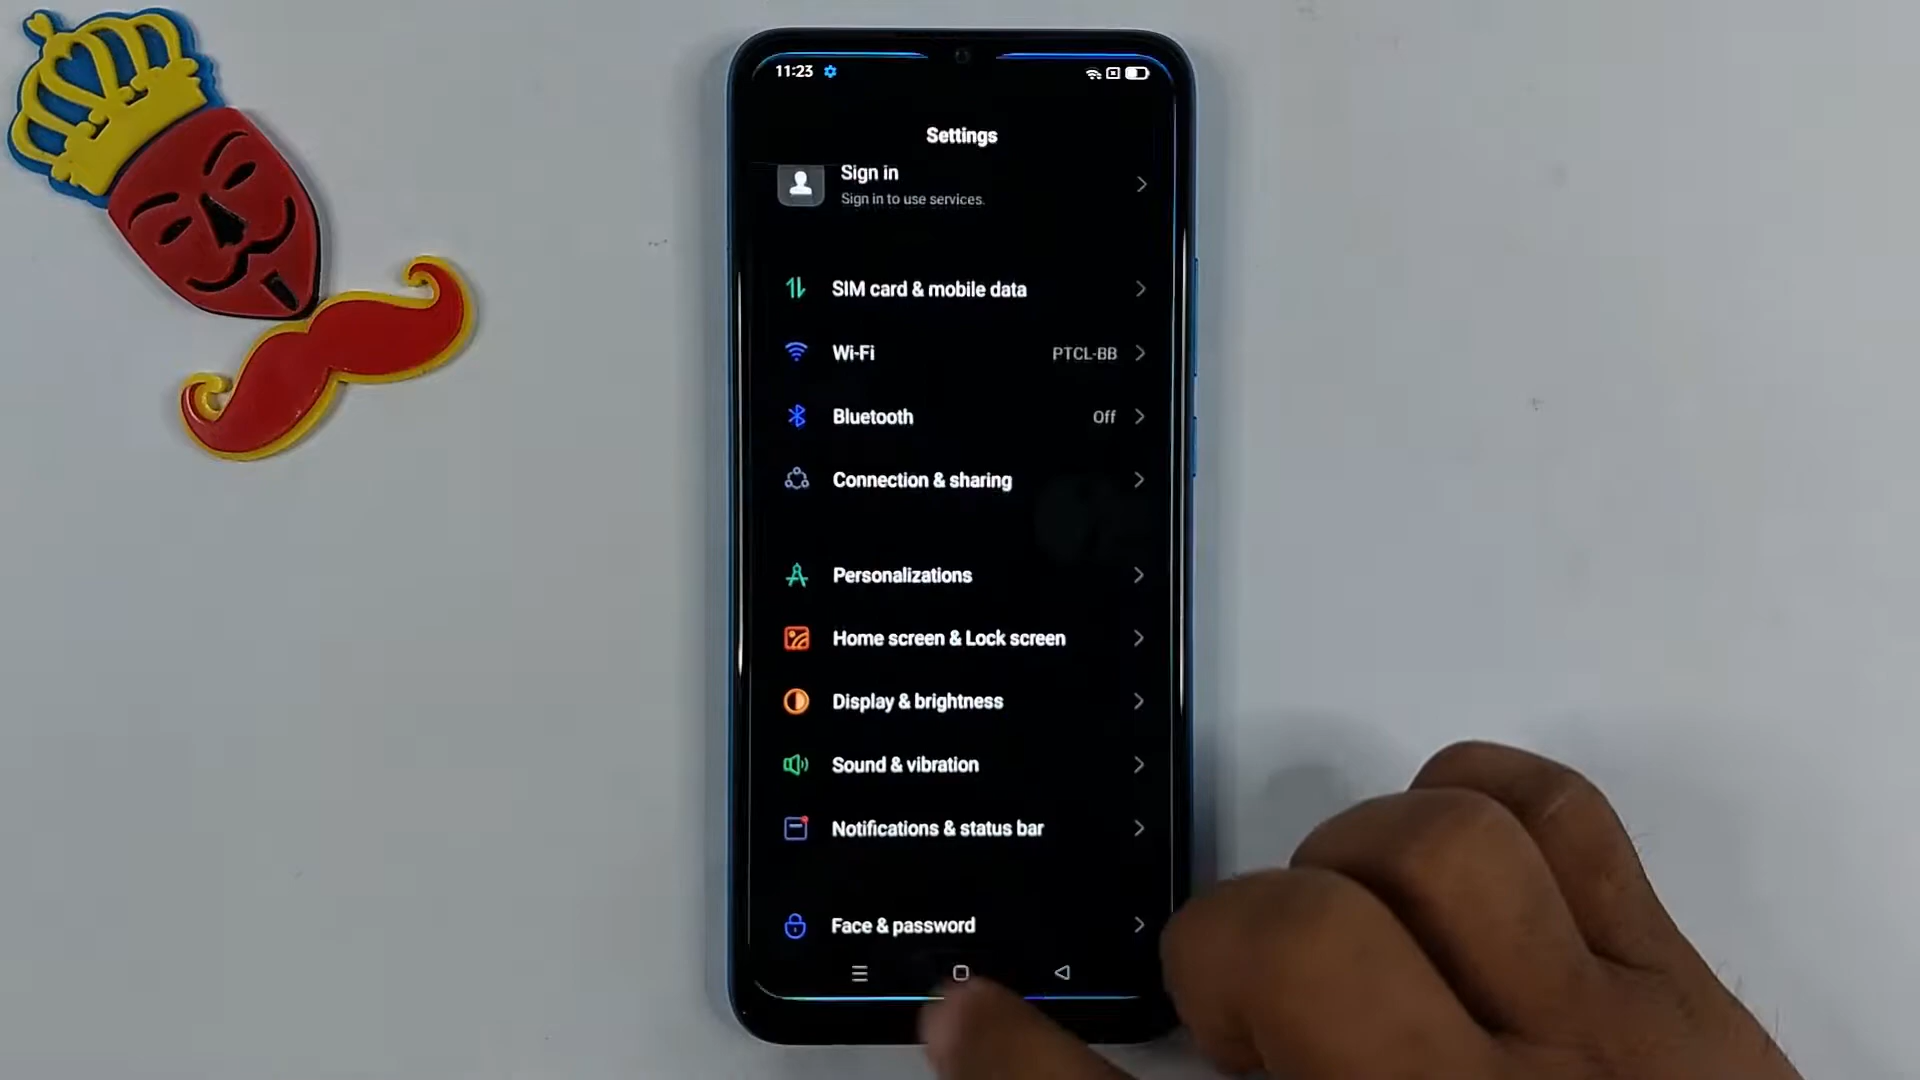 11:23
Settings
Sign in
Sign in to use services.
SIM card & mobile data
Wi-Fi PTCL-BB
Bluetooth Off
Connection & sharing
Personalizations
Home screen & Lock screen
Display & brightness
Sound & vibration
Notifications & status bar
Face & password